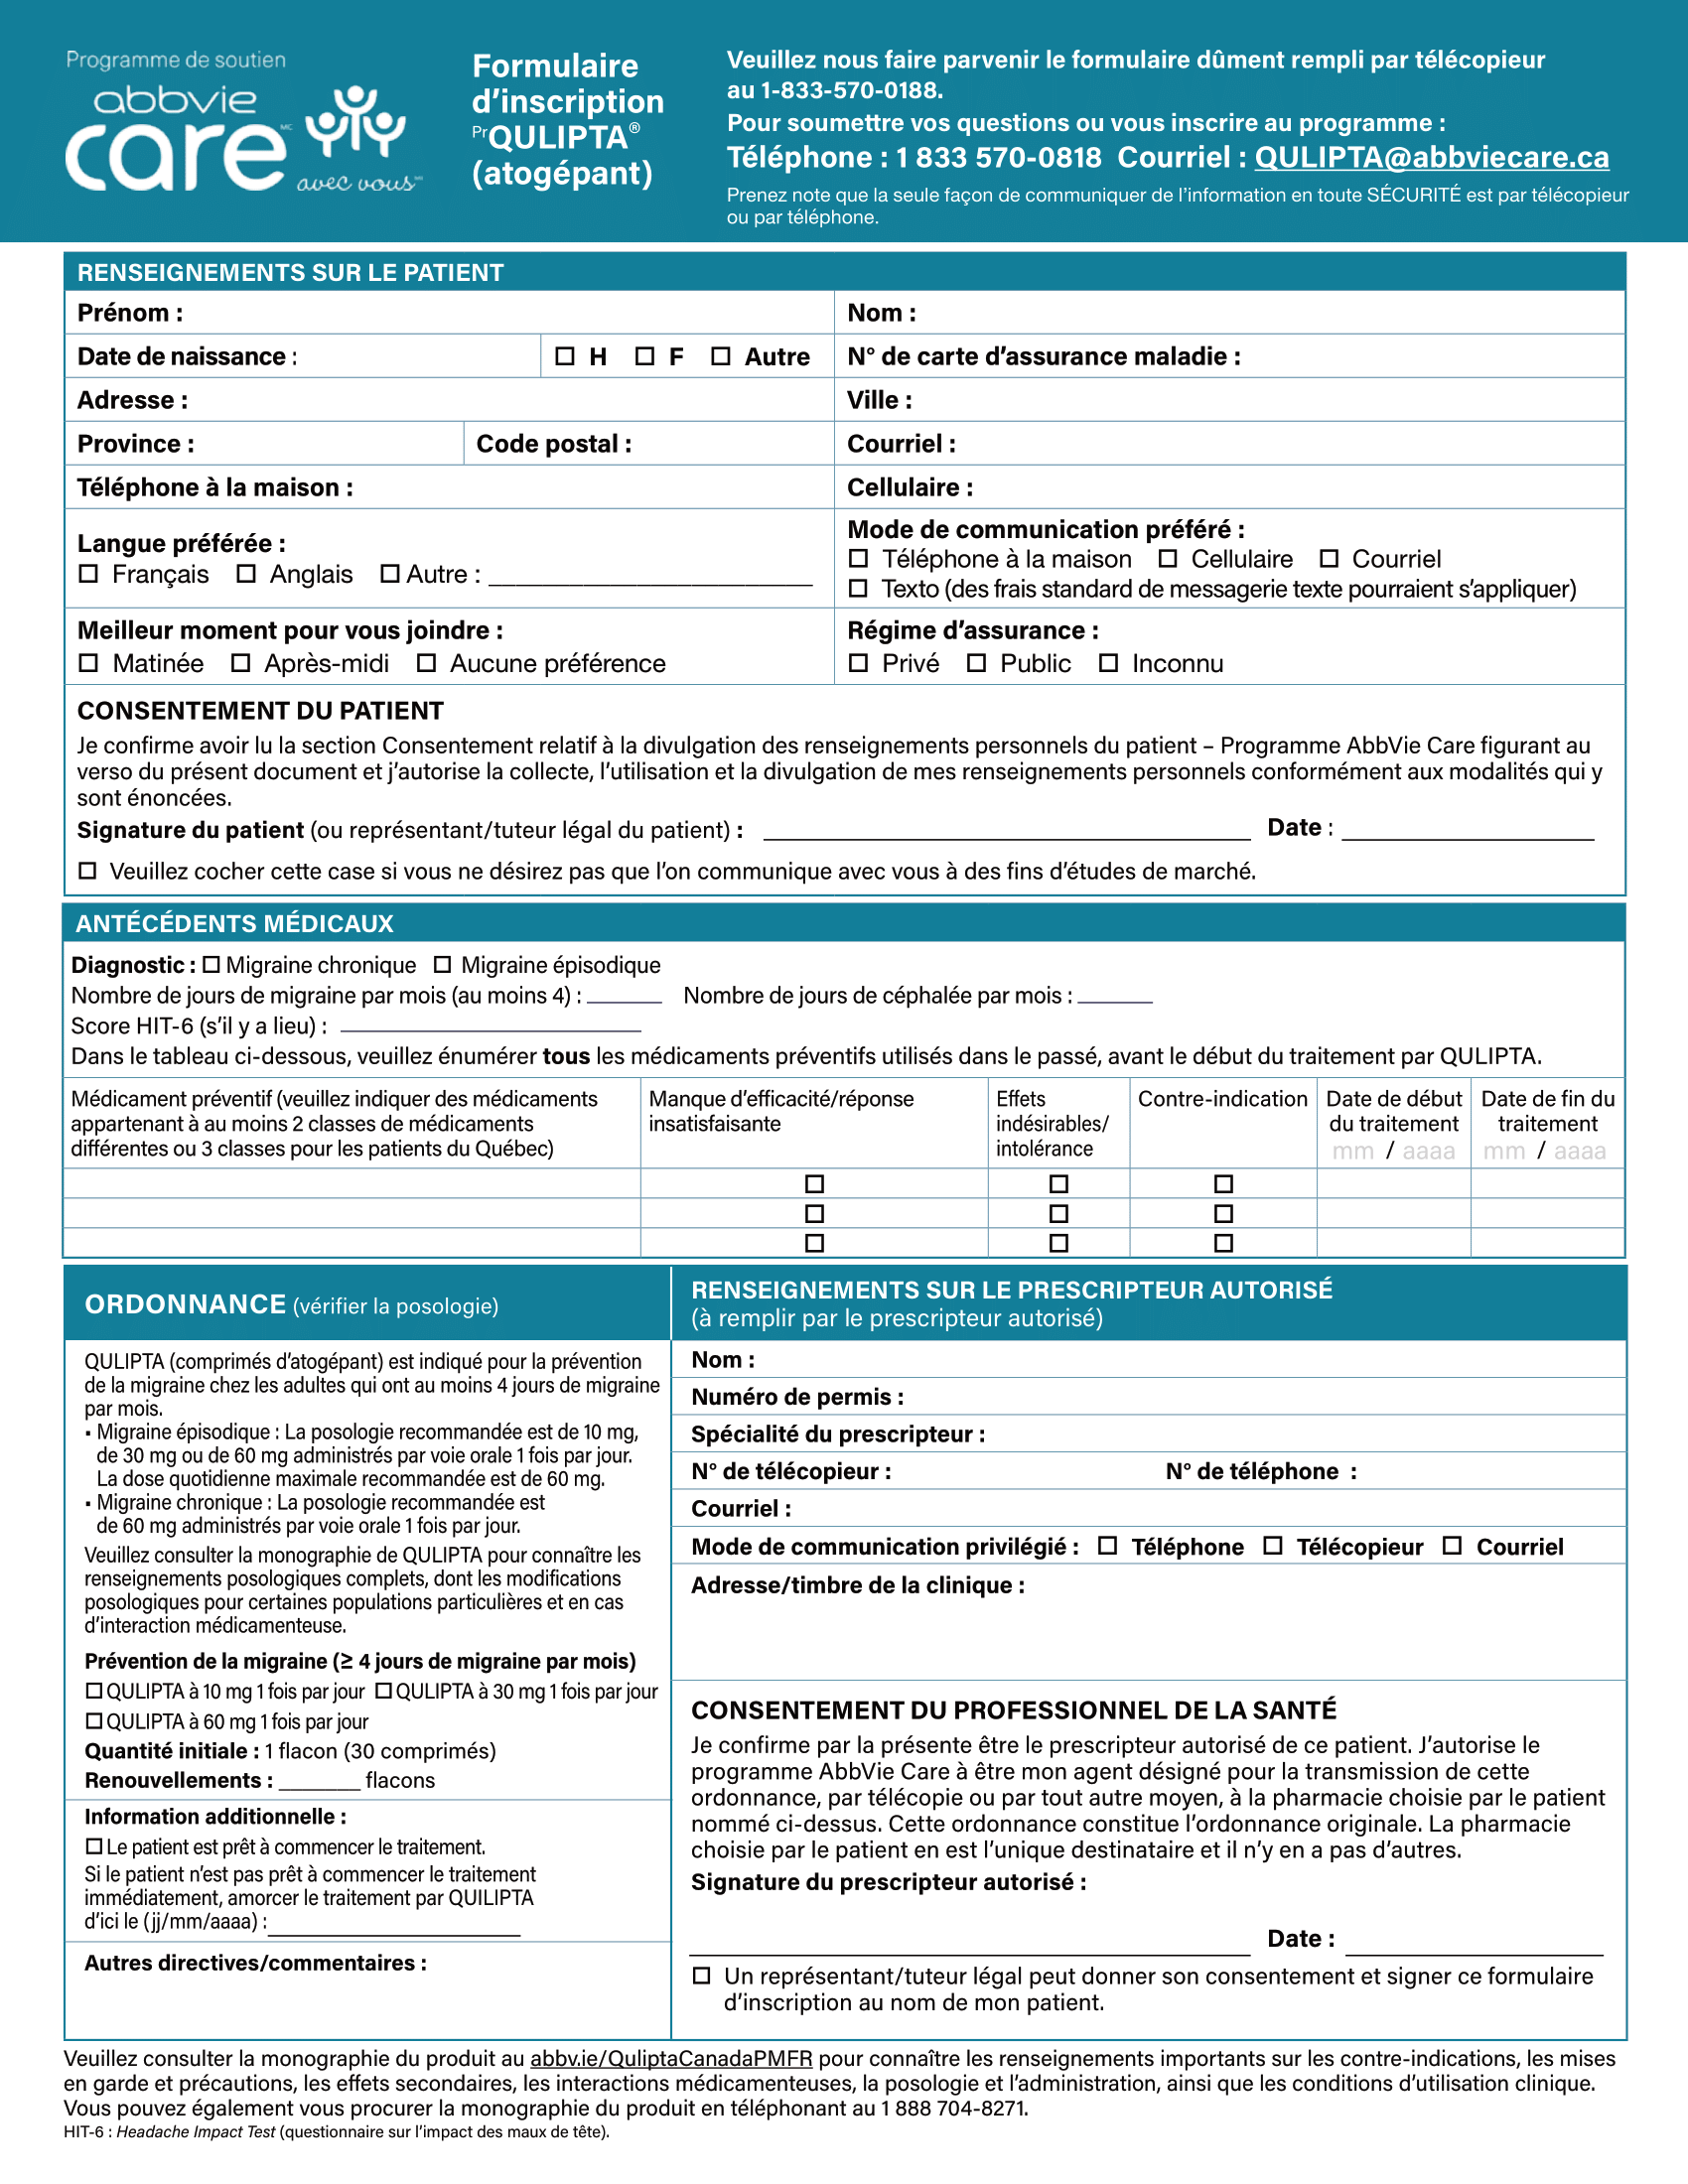 Programme de soutien
abbvie
care MC
avec vous
Formulaire
d'inscription
PrQULIPTA®
(atogépant)
Veuillez nous faire parvenir le formulaire dûment rempli par télécopieur
au 1-833-570-0188.
Pour soumettre vos questions ou vous inscrire au programme :
Téléphone : 1 833 570-0818 Courriel : QULIPTA@abbviecare.ca
Prenez note que la seule façon de communiquer de l'information en toute SÉCURITÉ est par télécopieur
ou par téléphone.
RENSEIGNEMENTS SUR LE PATIENT
Prénom :
Nom :
Date de naissance :
☐ H ☐ F ☐ Autre
N° de carte d'assurance maladie :
Adresse :
Ville :
Province :
Code postal :
Courriel :
Téléphone à la maison :
Cellulaire :
Langue préférée :
☐ Français ☐ Anglais ☐ Autre : ______________________
Mode de communication préféré :
☐ Téléphone à la maison ☐ Cellulaire ☐ Courriel
☐ Texto (des frais standard de messagerie texte pourraient s'appliquer)
Meilleur moment pour vous joindre :
☐ Matinée ☐ Après-midi ☐ Aucune préférence
Régime d'assurance :
☐ Privé ☐ Public ☐ Inconnu
CONSENTEMENT DU PATIENT
Je confirme avoir lu la section Consentement relatif à la divulgation des renseignements personnels du patient – Programme AbbVie Care figurant au
verso du présent document et j'autorise la collecte, l'utilisation et la divulgation de mes renseignements personnels conformément aux modalités qui y
sont énoncées.
Signature du patient (ou représentant/tuteur légal du patient) : ______________________ Date : ______________
☐ Veuillez cocher cette case si vous ne désirez pas que l'on communique avec vous à des fins d'études de marché.
ANTÉCÉDENTS MÉDICAUX
Diagnostic : ☐ Migraine chronique ☐ Migraine épisodique
Nombre de jours de migraine par mois (au moins 4) : _____ Nombre de jours de céphalée par mois : _____
Score HIT-6 (s'il y a lieu) : ______________
Dans le tableau ci-dessous, veuillez énumérer tous les médicaments préventifs utilisés dans le passé, avant le début du traitement par QULIPTA.
Médicament préventif (veuillez indiquer des médicaments
appartenant à au moins 2 classes de médicaments
différentes ou 3 classes pour les patients du Québec)
Manque d'efficacité/réponse
insatisfaisante
Effets
indésirables/
intolérance
Contre-indication
Date de début
du traitement
mm / aaaa
Date de fin du
traitement
mm / aaaa
☐ ☐ ☐
☐ ☐ ☐
☐ ☐ ☐
ORDONNANCE (vérifier la posologie)
QULIPTA (comprimés d'atogépant) est indiqué pour la prévention
de la migraine chez les adultes qui ont au moins 4 jours de migraine
par mois.
• Migraine épisodique : La posologie recommandée est de 10 mg,
de 30 mg ou de 60 mg administrés par voie orale 1 fois par jour.
La dose quotidienne maximale recommandée est de 60 mg.
• Migraine chronique : La posologie recommandée est
de 60 mg administrés par voie orale 1 fois par jour.
Veuillez consulter la monographie de QULIPTA pour connaître les
renseignements posologiques complets, dont les modifications
posologiques pour certaines populations particulières et en cas
d'interaction médicamenteuse.
Prévention de la migraine (≥ 4 jours de migraine par mois)
☐ QULIPTA à 10 mg 1 fois par jour ☐ QULIPTA à 30 mg 1 fois par jour
☐ QULIPTA à 60 mg 1 fois par jour
Quantité initiale : 1 flacon (30 comprimés)
Renouvellements : ______ flacons
Information additionnelle :
☐ Le patient est prêt à commencer le traitement.
Si le patient n'est pas prêt à commencer le traitement
immédiatement, amorcer le traitement par QUILIPTA
d'ici le (jj/mm/aaaa) : ______________
Autres directives/commentaires :
RENSEIGNEMENTS SUR LE PRESCRIPTEUR AUTORISÉ
(à remplir par le prescripteur autorisé)
Nom :
Numéro de permis :
Spécialité du prescripteur :
N° de télécopieur : N° de téléphone :
Courriel :
Mode de communication privilégié : ☐ Téléphone ☐ Télécopieur ☐ Courriel
Adresse/timbre de la clinique :
CONSENTEMENT DU PROFESSIONNEL DE LA SANTÉ
Je confirme par la présente être le prescripteur autorisé de ce patient. J'autorise le
programme AbbVie Care à être mon agent désigné pour la transmission de cette
ordonnance, par télécopie ou par tout autre moyen, à la pharmacie choisie par le patient
nommé ci-dessus. Cette ordonnance constitue l'ordonnance originale. La pharmacie
choisie par le patient en est l'unique destinataire et il n'y en a pas d'autres.
Signature du prescripteur autorisé :
______________________ Date : ______________
☐ Un représentant/tuteur légal peut donner son consentement et signer ce formulaire
d'inscription au nom de mon patient.
Veuillez consulter la monographie du produit au abbv.ie/QuliptaCanadaPMFR pour connaître les renseignements importants sur les contre-indications, les mises
en garde et précautions, les effets secondaires, les interactions médicamenteuses, la posologie et l'administration, ainsi que les conditions d'utilisation clinique.
Vous pouvez également vous procurer la monographie du produit en téléphonant au 1 888 704-8271.
HIT-6 : Headache Impact Test (questionnaire sur l'impact des maux de tête).